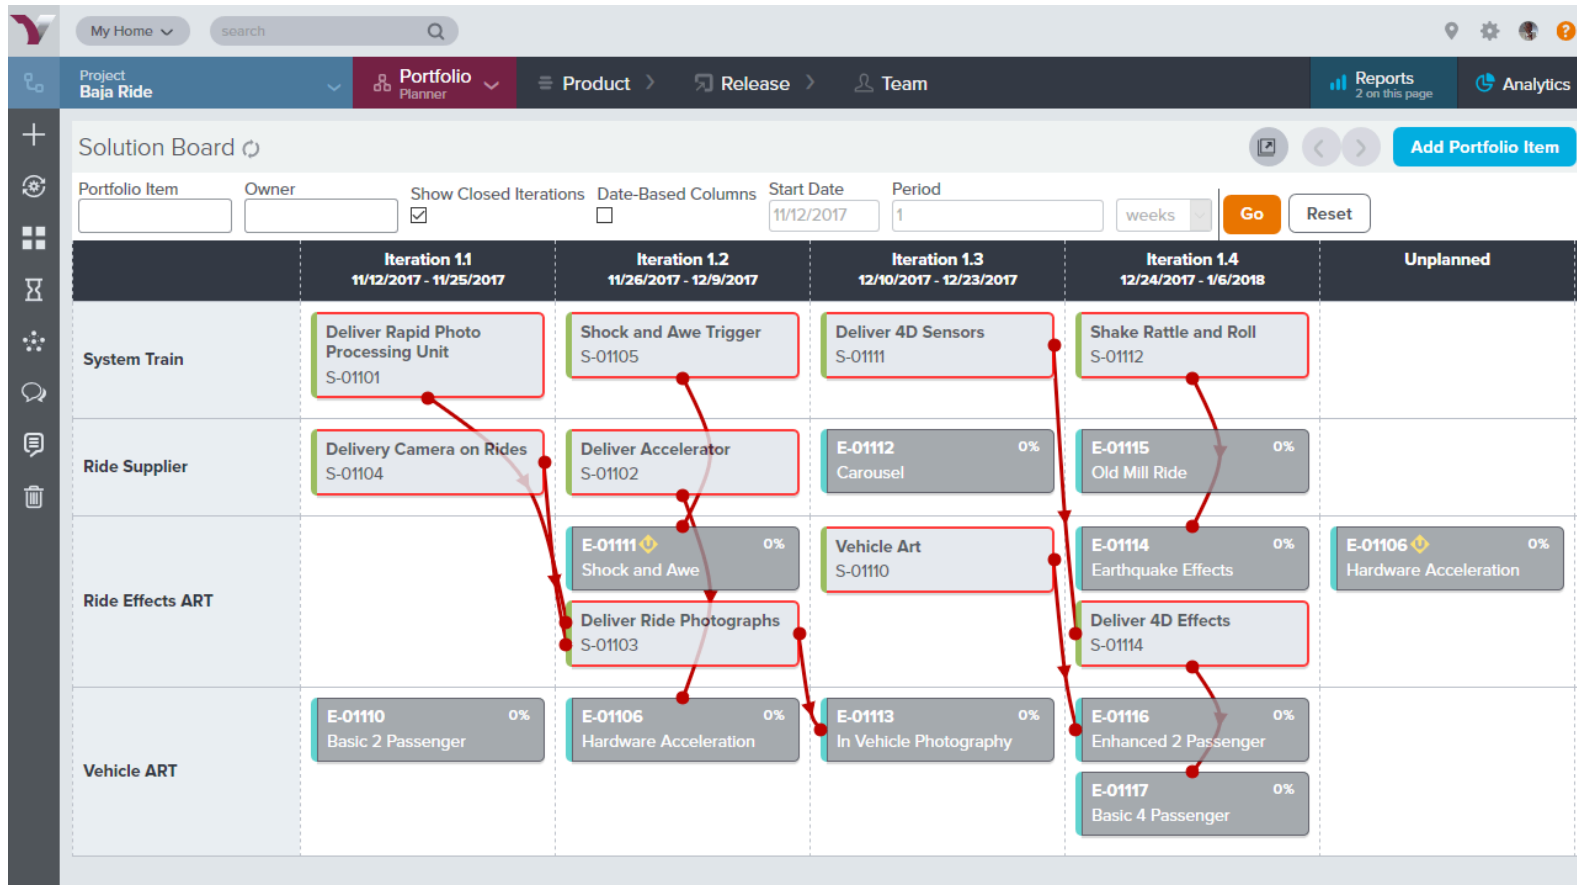 My Home
search
?
Project
Baja Ride
Portfolio
Planner
Product
Release
Team
Reports
2 on this page
Analytics
Solution Board
Add Portfolio Item
Portfolio Item
Owner
Show Closed Iterations
Date-Based Columns
Start Date
Period
11/12/2017
1
weeks
Go
Reset
Iteration 1.1
11/12/2017 - 11/25/2017
Iteration 1.2
11/26/2017 - 12/9/2017
Iteration 1.3
12/10/2017 - 12/23/2017
Iteration 1.4
12/24/2017 - 1/6/2018
Unplanned
System Train
Deliver Rapid Photo
Processing Unit
S-01101
Shock and Awe Trigger
S-01105
Deliver 4D Sensors
S-01111
Shake Rattle and Roll
S-01112
Ride Supplier
Delivery Camera on Rides
S-01104
Deliver Accelerator
S-01102
E-01112 0%
Carousel
E-01115 0%
Old Mill Ride
Ride Effects ART
E-01111 U 0%
Shock and Awe
Deliver Ride Photographs
S-01103
Vehicle Art
S-01110
E-01114 0%
Earthquake Effects
Deliver 4D Effects
S-01114
E-01106 U 0%
Hardware Acceleration
Vehicle ART
E-01110 0%
Basic 2 Passenger
E-01106 0%
Hardware Acceleration
E-01113 0%
In Vehicle Photography
E-01116 0%
Enhanced 2 Passenger
E-01117 0%
Basic 4 Passenger